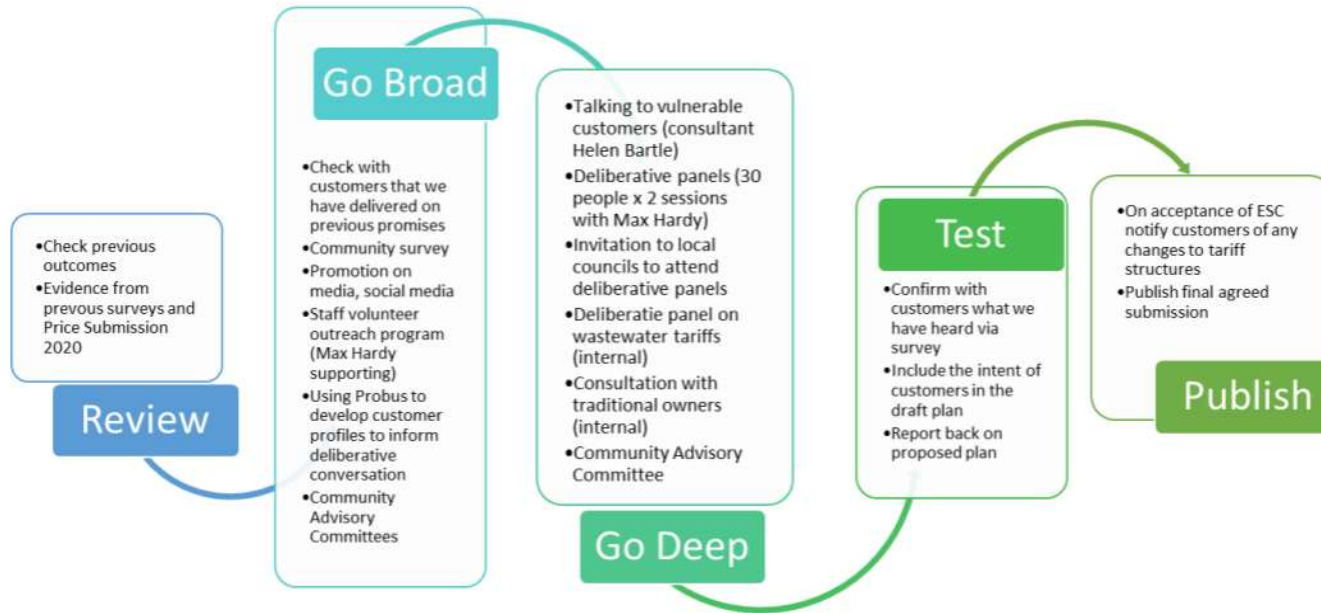 Review
•Check previous
outcomes
•Evidence from
prevous surveys and
Price Submission
2020
Go Broad
•Check with
customers that we
have delivered on
previous promises
•Community survey
•Promotion on
media, social media
•Staff volunteer
outreach program
(Max Hardy
supporting)
•Using Probus to
develop customer
profiles to inform
deliberative
conversation
•Community
Advisory
Committees
Go Deep
•Talking to vulnerable
customers (consultant
Helen Bartle)
•Deliberative panels (30
people x 2 sessions
with Max Hardy)
•Invitation to local
councils to attend
deliberative panels
•Deliberatie panel on
wastewater tariffs
(internal)
•Consultation with
traditional owners
(internal)
•Community Advisory
Committee
Test
•Confirm with
customers what we
have heard via
survey
•Include the intent of
customers in the
draft plan
•Report back on
proposed plan
Publish
•On acceptance of ESC
notify customers of any
changes to tariff
structures
•Publish final agreed
submission